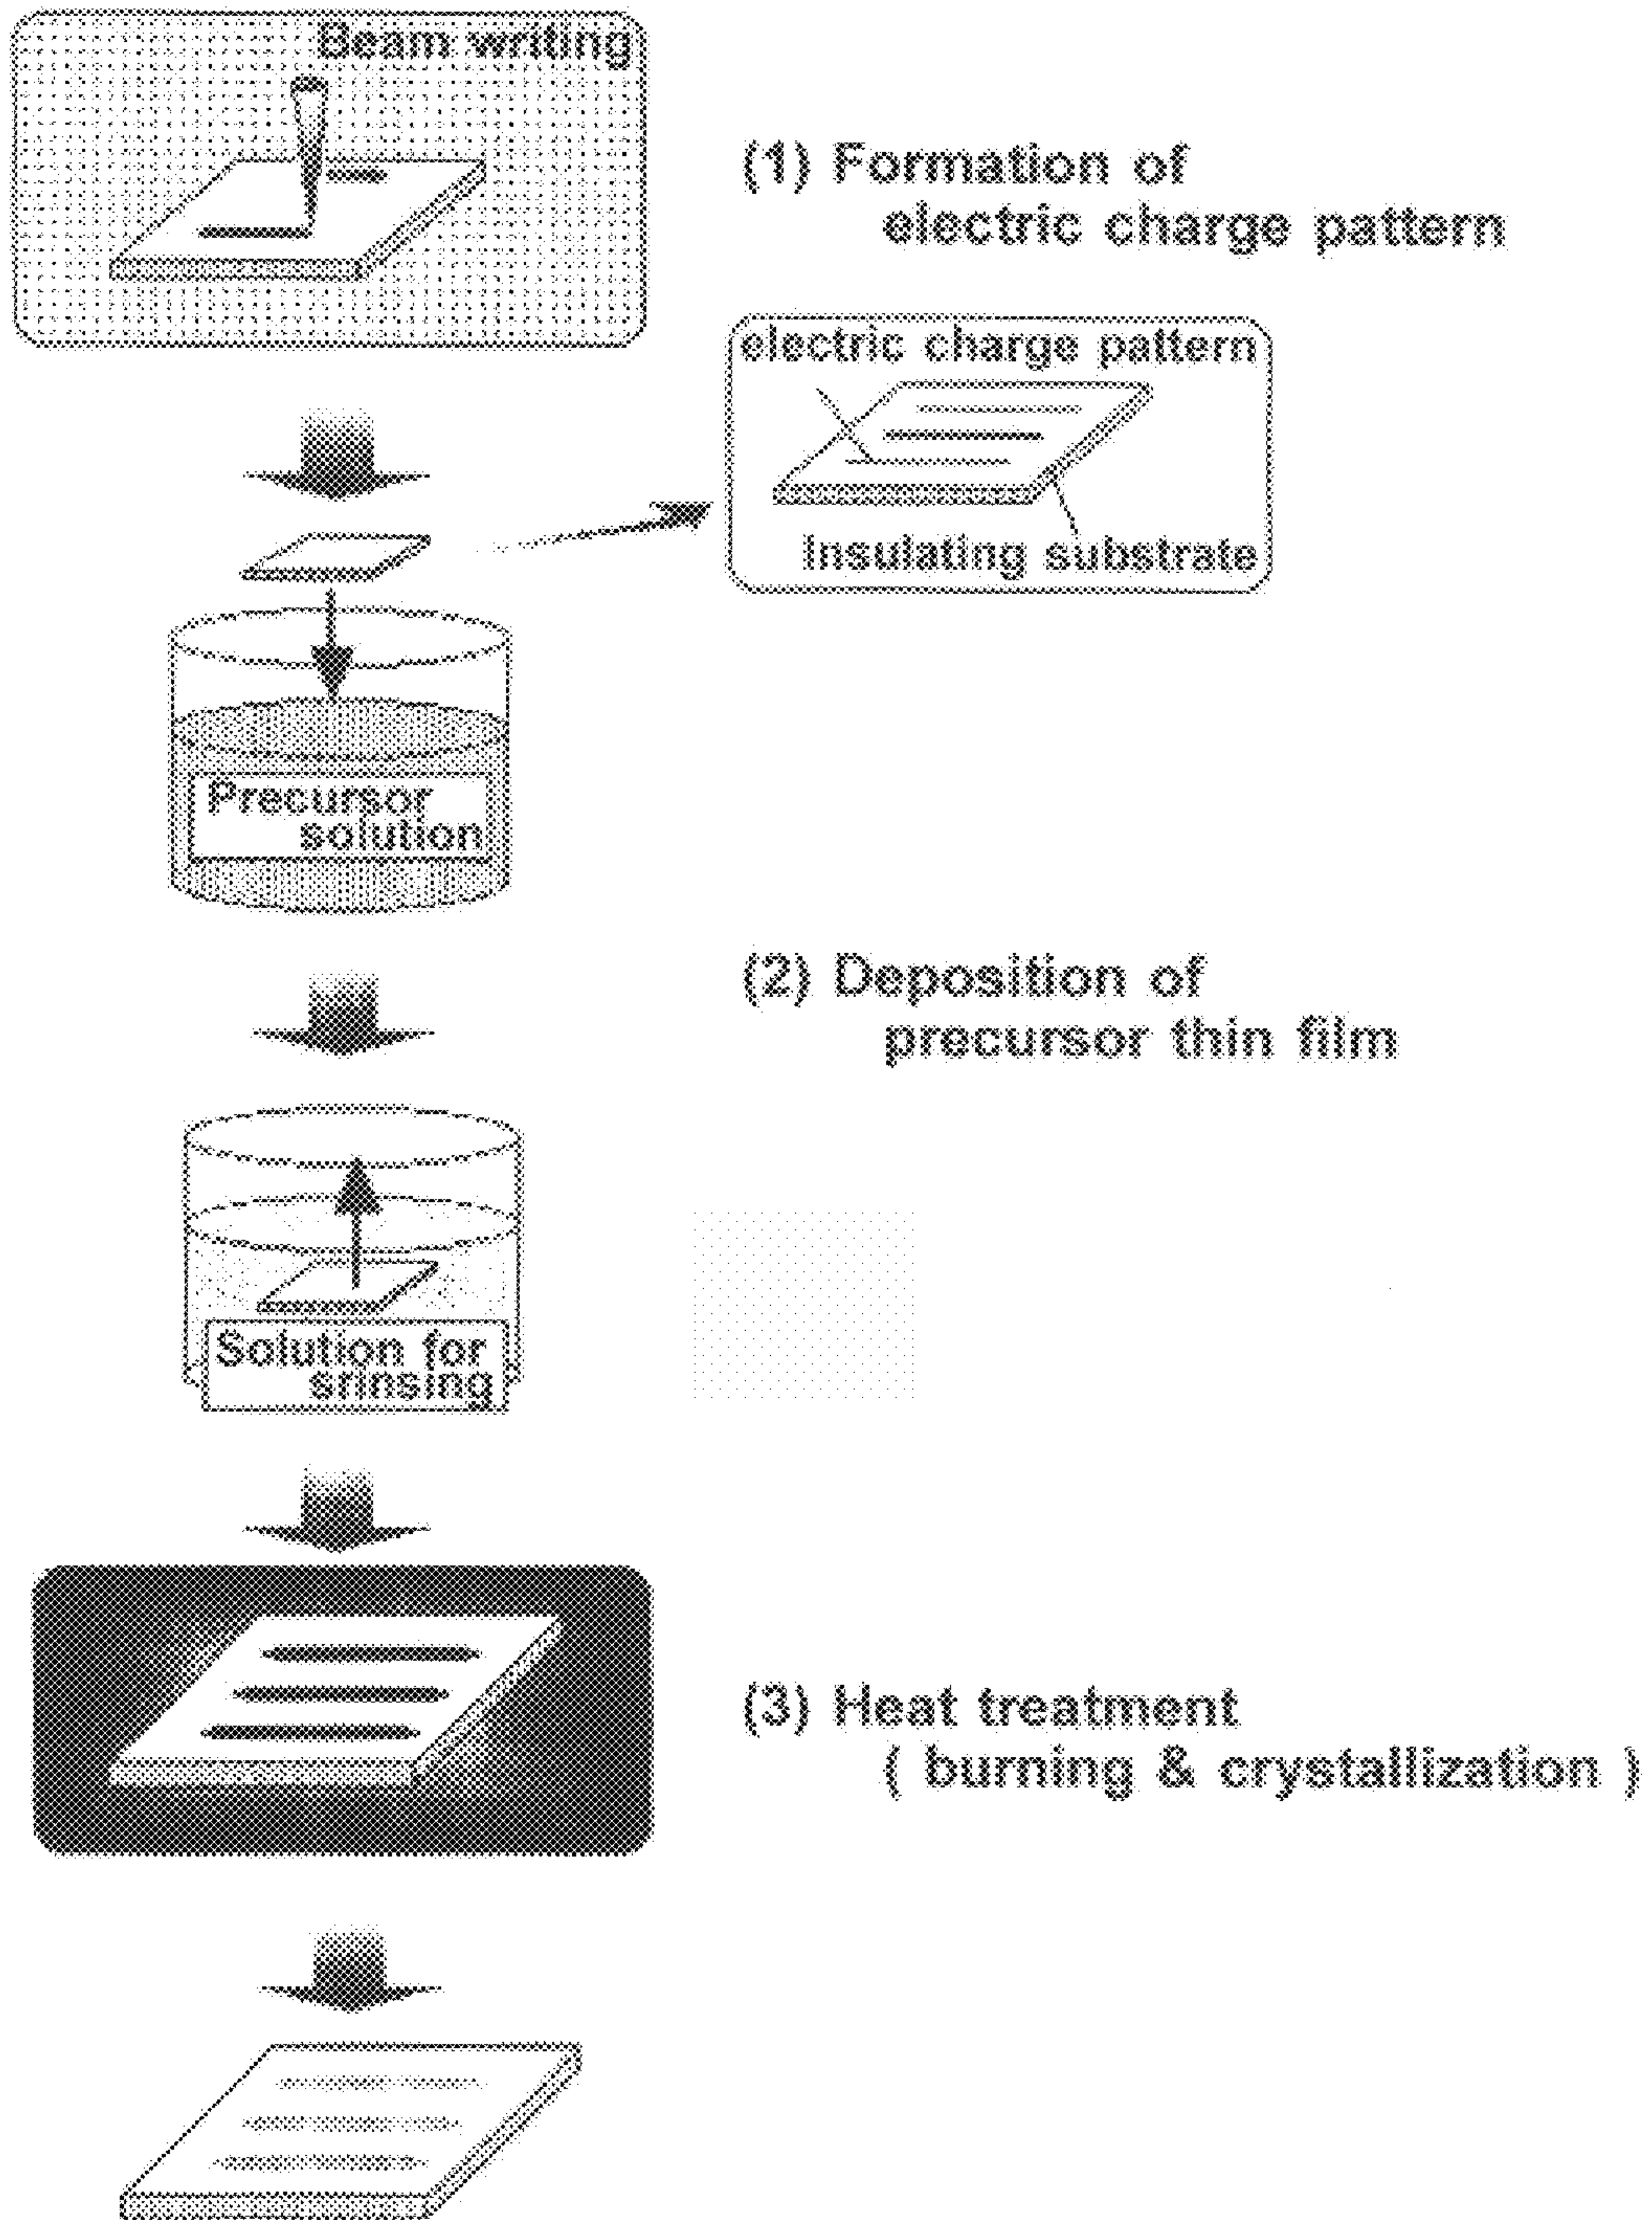 Beam writing
(1) Formation of
electric charge pattern
electric charge pattern
Insulating substrate
Precursor
solution
(2) Deposition of
precursor thin film
Solution for
srinsing
(3) Heat treatment
( burning & crystallization )